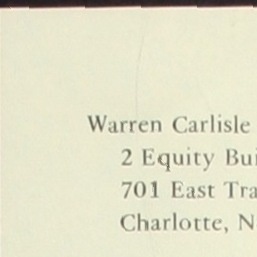 Warren Carlisle
2 Equity Bui
701 East Tra
Charlotte, N